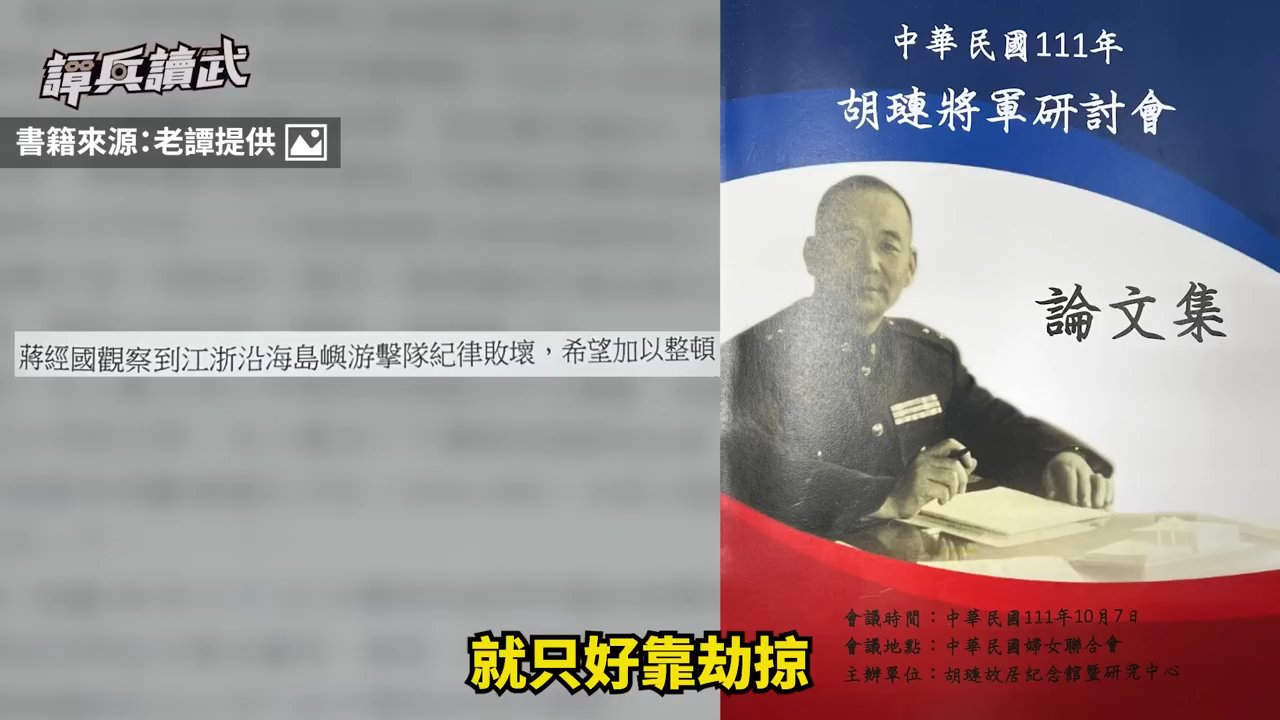 譚兵讀武
書籍來源：老譚提供
蔣經國觀察到江浙沿海島嶼游擊隊紀律敗壞，希望加以整頓
中華民國111年
胡璉將軍研討會
論文集
會議時間：中華民國111年10月7日
會議地點：中華民國婦女聯合會
主辦單位：胡璉故居紀念館暨研究中心
就只好靠劫掠